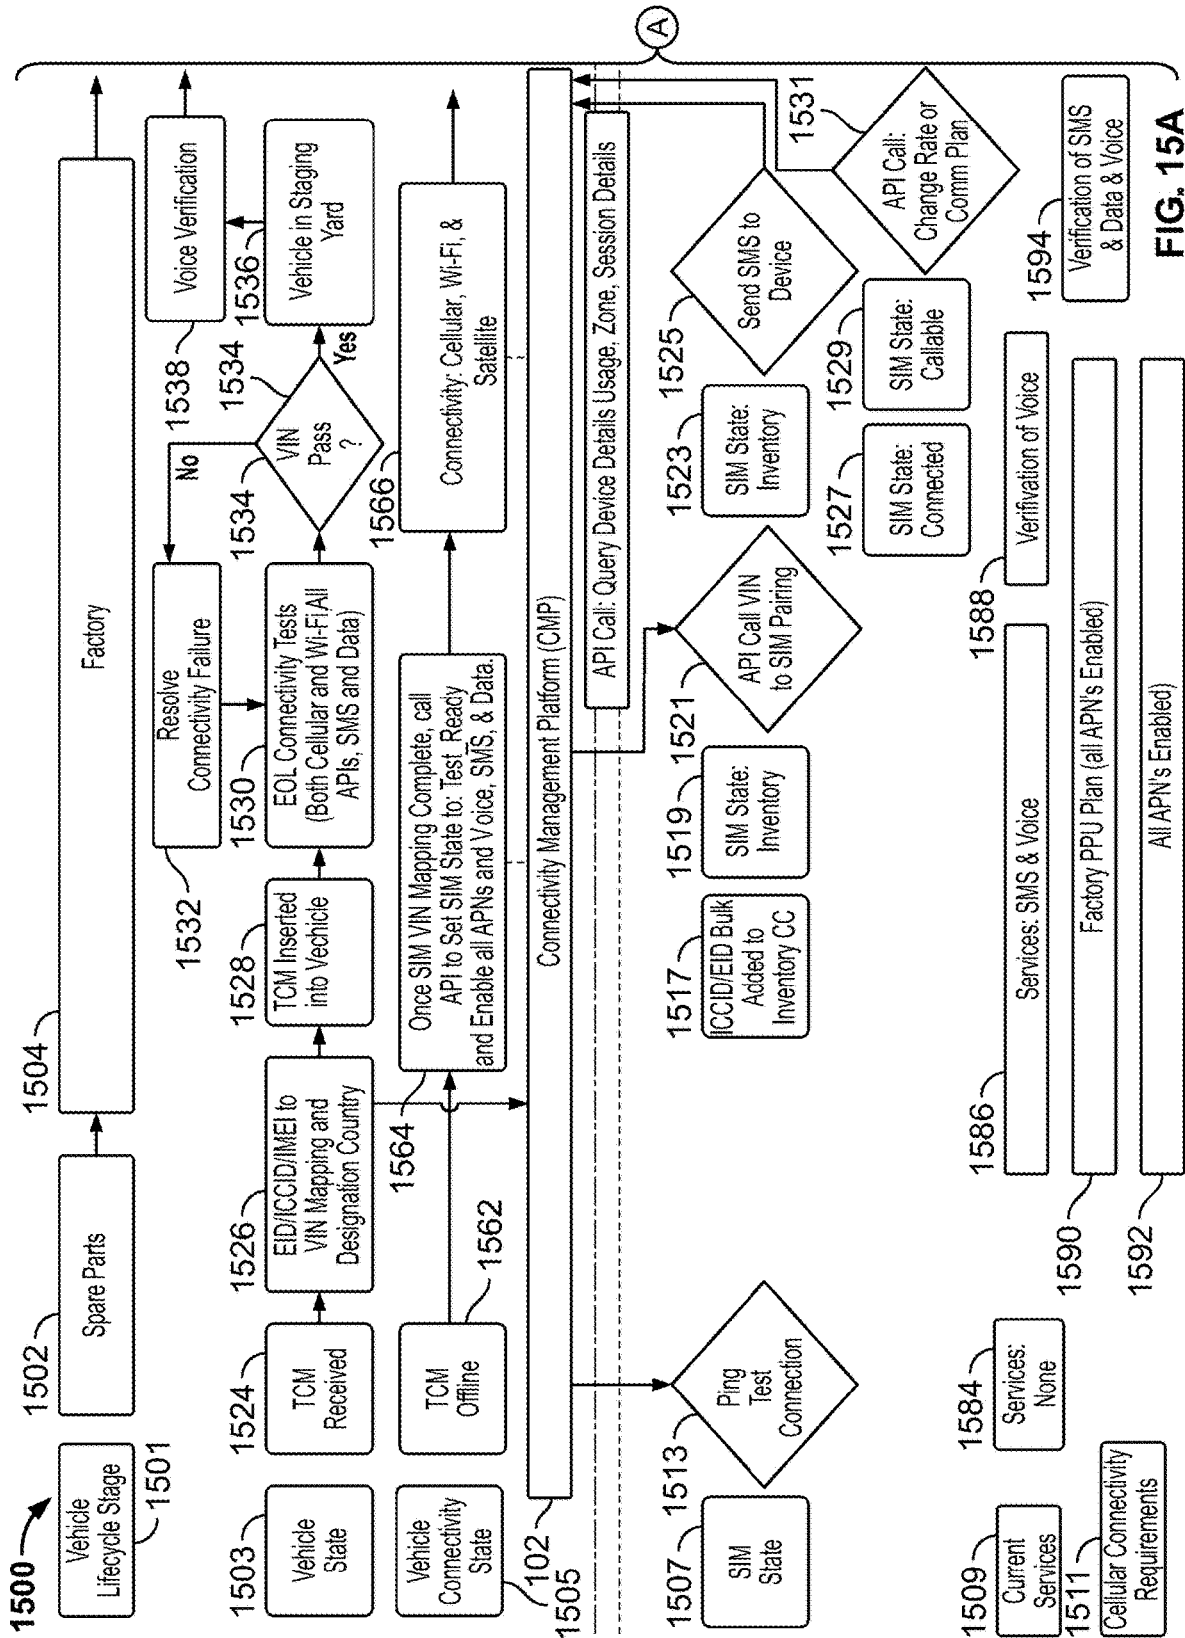 1500
Vehicle
Lifecycle Stage
1501
1502
Spare Parts
1504
Factory
A
1503
Vehicle
State
1524
TCM
Received
1526
EID/ICCID/IMEI to
VIN Mapping and
Designation Country
1528
TCM Inserted
into Vechicle
1532
Resolve
Connectivity Failure
1530
EOL Connectivity Tests
(Both Cellular and Wi-Fi All
APIs, SMS and Data)
No
1534
VIN
Pass
?
1534
Yes
1538
Voice Verification
1536
Vehicle in Staging
Yard
Vehicle
Connectivity
State
1505
TCM
Offline
1562
1564
Once SIM VIN Mapping Complete, call
API to Set SIM State to: Test_Ready
and Enable all APNs and Voice, SMS, & Data.
1566
Connectivity: Cellular, Wi-Fi, &
Satellite
102
Connectivity Management Platform (CMP)
API Call: Query Device Details Usage, Zone, Session Details
1507
SIM
State
1513
Ping
Test
Connection
1517
ICCID/EID Bulk
Added to
Inventory CC
1519
SIM State:
Inventory
1521
API Call VIN
to SIM Pairing
1523
SIM State:
Inventory
1525
Send SMS to
Device
1527
SIM State:
Connected
1529
SIM State:
Callable
1531
API Call:
Change Rate or
Comm Plan
1509
Current
Services
1584
Services:
None
1586
Services: SMS & Voice
1588
Verifivation of Voice
1594
Verification of SMS
& Data & Voice
1511
Cellular Connectivity
Requirements
1590
Factory PPU Plan (all APN's Enabled)
1592
All APN's Enabled)
FIG. 15A